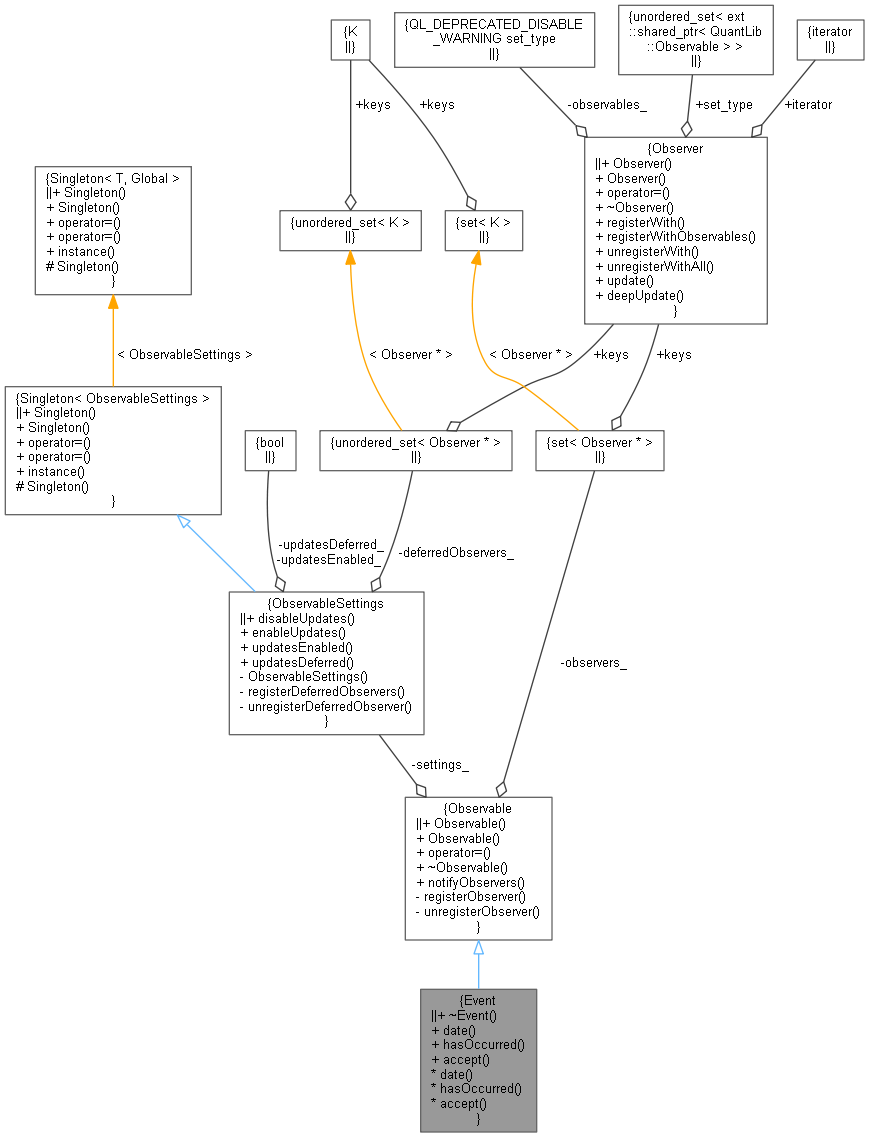 {K
||}
{QL_DEPRECATED_DISABLE
_WARNING set_type
||}
{unordered_set< ext
::shared_ptr< QuantLib
::Observable > >
||}
{iterator
||}
+keys
+keys
-observables_
+set_type
+iterator
{Singleton< T, Global >
||+ Singleton()
+ Singleton()
+ operator=()
+ operator=()
+ instance()
# Singleton()
}
{unordered_set< K >
||}
{set< K >
||}
{Observer
||+ Observer()
+ Observer()
+ operator=()
+ ~Observer()
+ registerWith()
+ registerWithObservables()
+ unregisterWith()
+ unregisterWithAll()
+ update()
+ deepUpdate()
}
< ObservableSettings >
< Observer * >
< Observer * >
+keys
+keys
{Singleton< ObservableSettings >
||+ Singleton()
+ Singleton()
+ operator=()
+ operator=()
+ instance()
# Singleton()
}
{bool
||}
{unordered_set< Observer * >
||}
{set< Observer * >
||}
-updatesDeferred_
-updatesEnabled_
-deferredObservers_
{ObservableSettings
||+ disableUpdates()
+ enableUpdates()
+ updatesEnabled()
+ updatesDeferred()
- ObservableSettings()
- registerDeferredObservers()
- unregisterDeferredObserver()
}
-observers_
-settings_
{Observable
||+ Observable()
+ Observable()
+ operator=()
+ ~Observable()
+ notifyObservers()
- registerObserver()
- unregisterObserver()
}
{Event
||+ ~Event()
+ date()
+ hasOccurred()
+ accept()
* date()
* hasOccurred()
* accept()
}